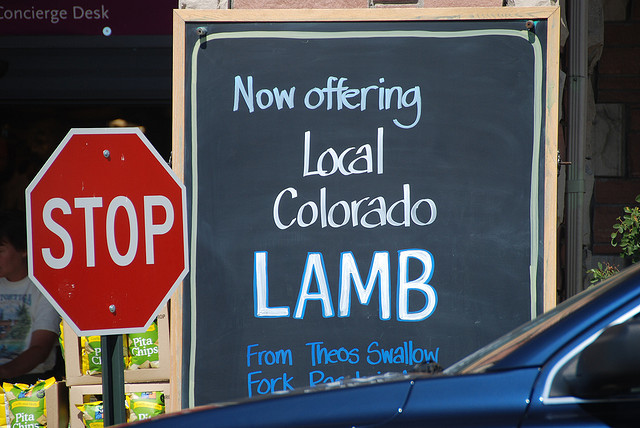 Concierge Desk
Now offering
Local
Colorado
LAMB
From Theos Swallow
Fork
STOP
Pita
Chips
Pita
Chips